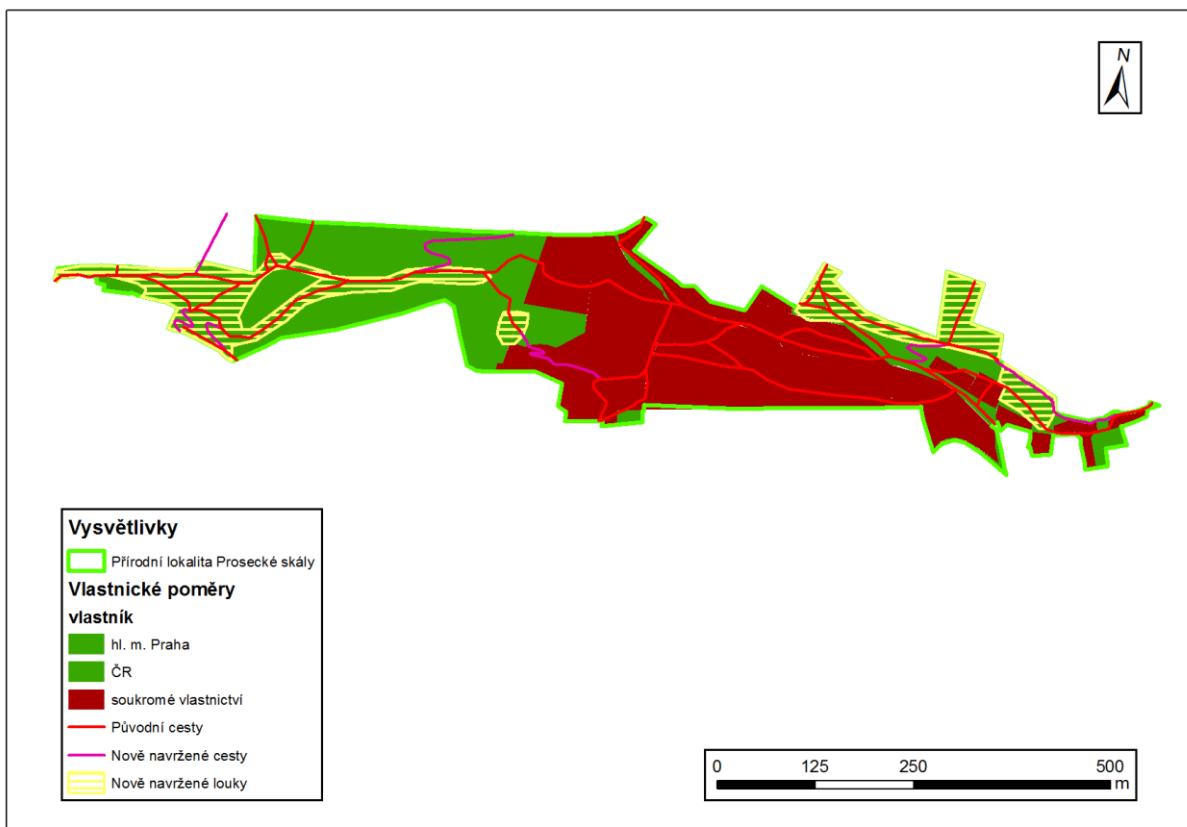 N
Vysvětlivky
Přírodní lokalita Prosecké skály
Vlastnické poměry
vlastník
hl. m. Praha
ČR
soukromé vlastnictví
Původní cesty
Nově navržené cesty
Nově navržené louky
0 125 250 500
m